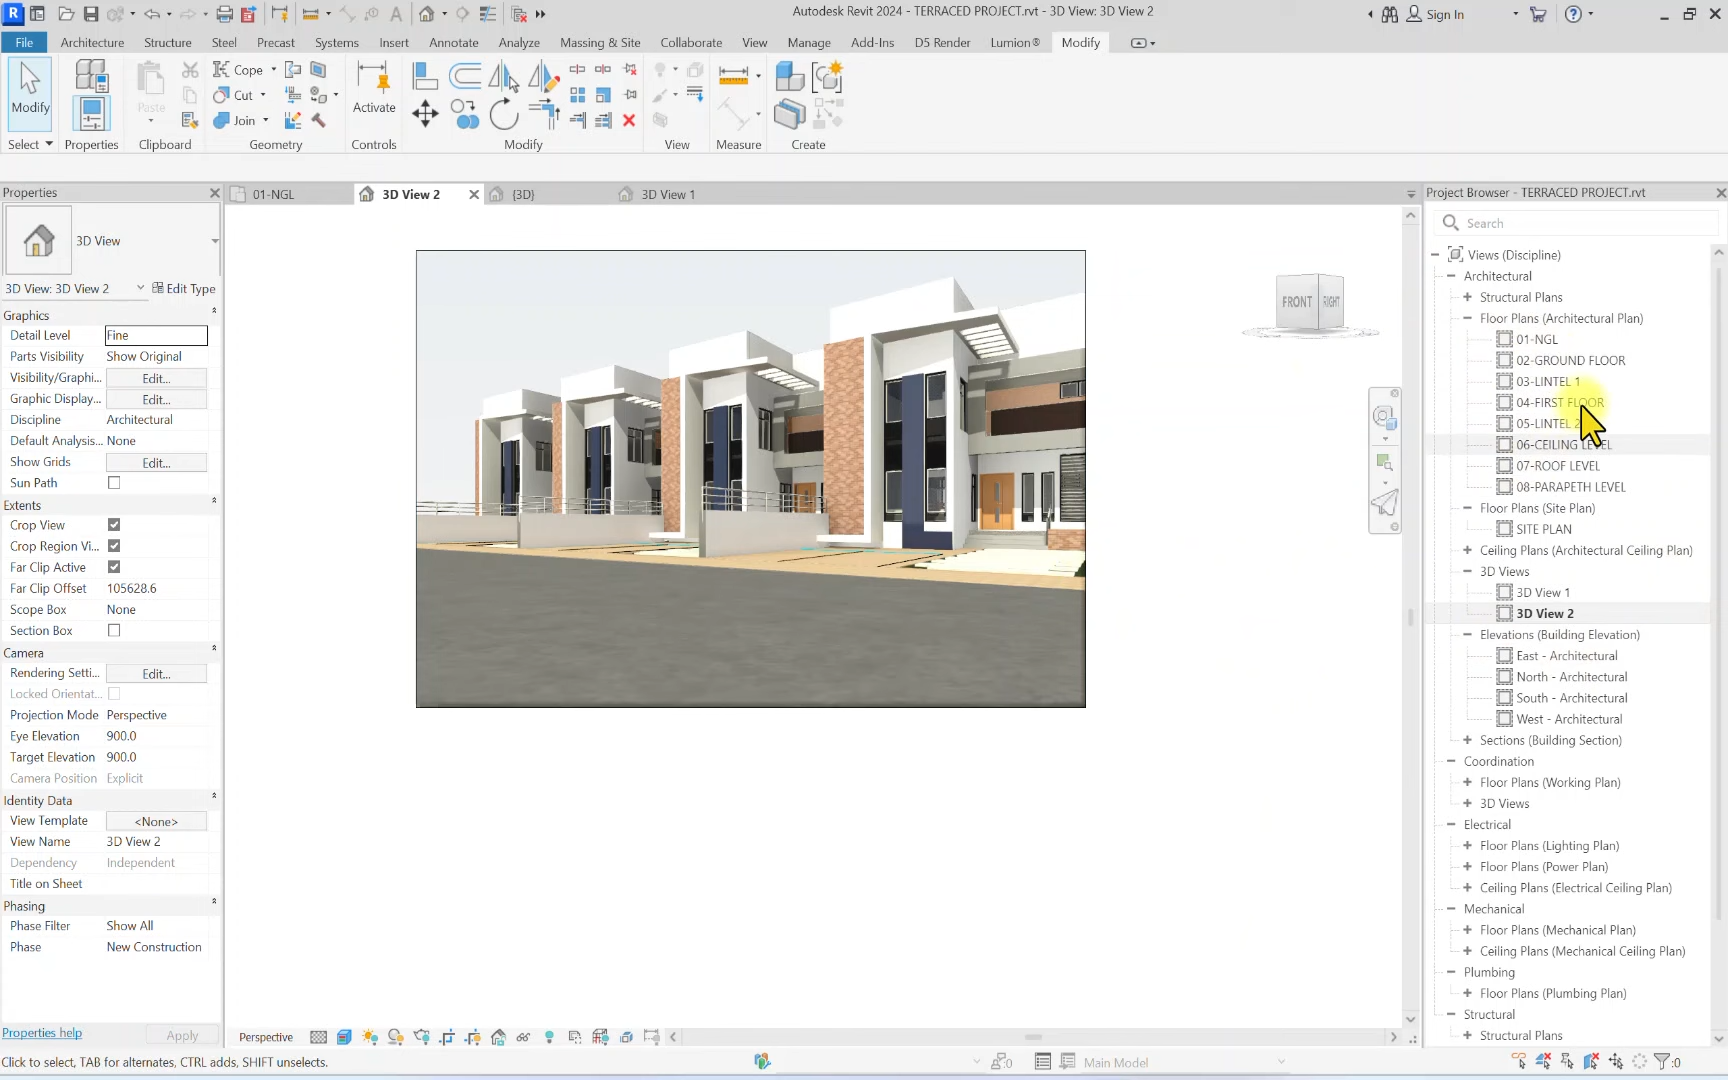 Autodesk Revit 2024 - TERRACED PROJECT.rvt - 3D View: 3D View 2
Sign In
File Architecture Structure Steel Precast Systems Insert Annotate Analyze Massing & Site Collaborate View Manage Add-Ins D5 Render Lumion® Modify
Modify
Paste
Cope
Cut
Join
Activate
Select Properties Clipboard Geometry Controls Modify View Measure Create
Properties
01-NGL
3D View 2
{3D}
3D View 1
Project Browser - TERRACED PROJECT.rvt
3D View
3D View: 3D View 2
Edit Type
Graphics
Detail Level Fine
Parts Visibility Show Original
Visibility/Graphi... Edit...
Graphic Display... Edit...
Discipline Architectural
Default Analysis... None
Show Grids Edit...
Sun Path
Extents
Crop View
Crop Region Vi...
Far Clip Active
Far Clip Offset 105628.6
Scope Box None
Section Box
Camera
Rendering Setti... Edit...
Locked Orientat...
Projection Mode Perspective
Eye Elevation 900.0
Target Elevation 900.0
Camera Position Explicit
Identity Data
View Template <None>
View Name 3D View 2
Dependency Independent
Title on Sheet
Phasing
Phase Filter Show All
Phase New Construction
Properties help
Apply
FRONT RIGHT
Search
Views (Discipline)
Architectural
Structural Plans
Floor Plans (Architectural Plan)
01-NGL
02-GROUND FLOOR
03-LINTEL 1
04-FIRST FLOOR
05-LINTEL 2
06-CEILING LEVEL
07-ROOF LEVEL
08-PARAPETH LEVEL
Floor Plans (Site Plan)
SITE PLAN
Ceiling Plans (Architectural Ceiling Plan)
3D Views
3D View 1
3D View 2
Elevations (Building Elevation)
East - Architectural
North - Architectural
South - Architectural
West - Architectural
Sections (Building Section)
Coordination
Floor Plans (Working Plan)
3D Views
Electrical
Floor Plans (Lighting Plan)
Floor Plans (Power Plan)
Ceiling Plans (Electrical Ceiling Plan)
Mechanical
Floor Plans (Mechanical Plan)
Ceiling Plans (Mechanical Ceiling Plan)
Plumbing
Floor Plans (Plumbing Plan)
Structural
Structural Plans
Perspective
Click to select, TAB for alternates, CTRL adds, SHIFT unselects.
:0
Main Model
:0